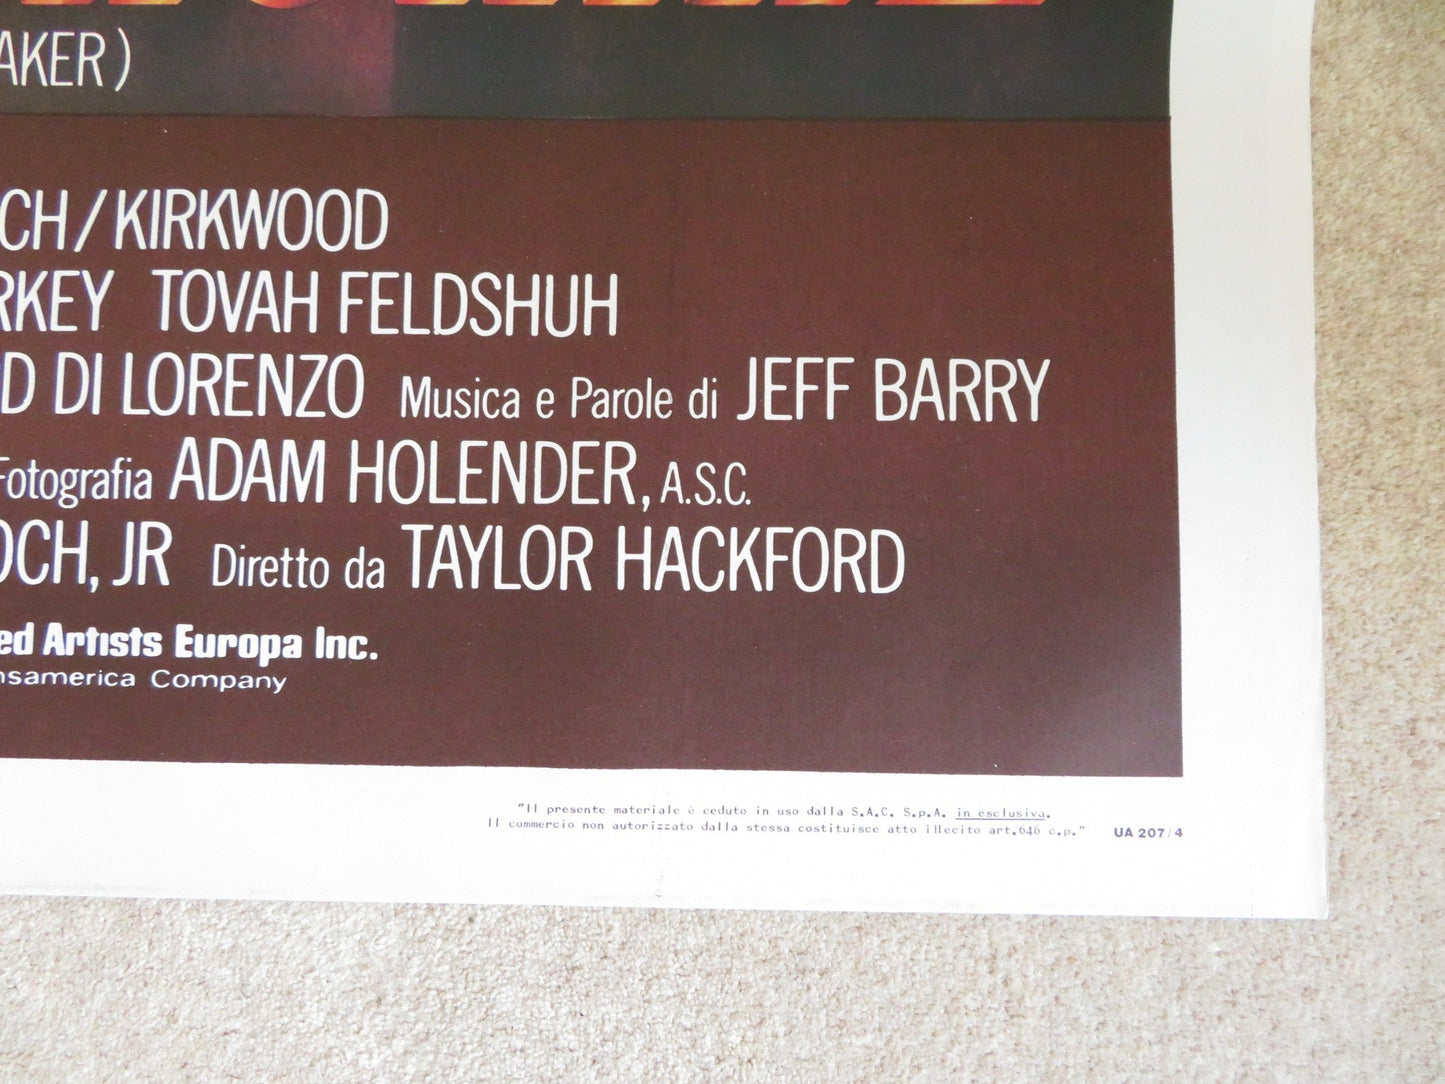 AKER)
CH/KIRKWOOD
RKEY TOVAH FELDSHUH
D DI LORENZO Musica e Parole di JEFF BARRY
Fotografia ADAM HOLENDER, A.S.C.
OCH, JR Diretto da TAYLOR HACKFORD
ed Artists Europa Inc.
nsamerica Company
"Il presente materiale è ceduto in uso dalla S.A.C. S.p.A. in esclusiva.
Il commercio non autorizzato dalla stessa costituisce atto illecito art.646 c.p." UA 207/4